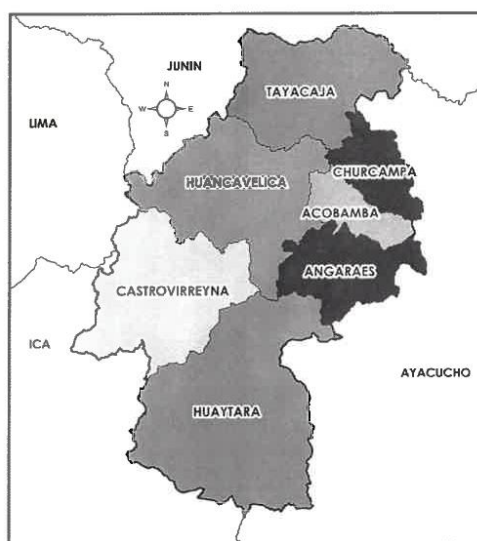 JUNIN
N
W E
S
TAYACAJA
LIMA
CHURCAMPA
HUANCAVELICA
ACOBAMBA
ANGARAES
CASTROVIRREYNA
ICA
AYACUCHO
HUAYTARA